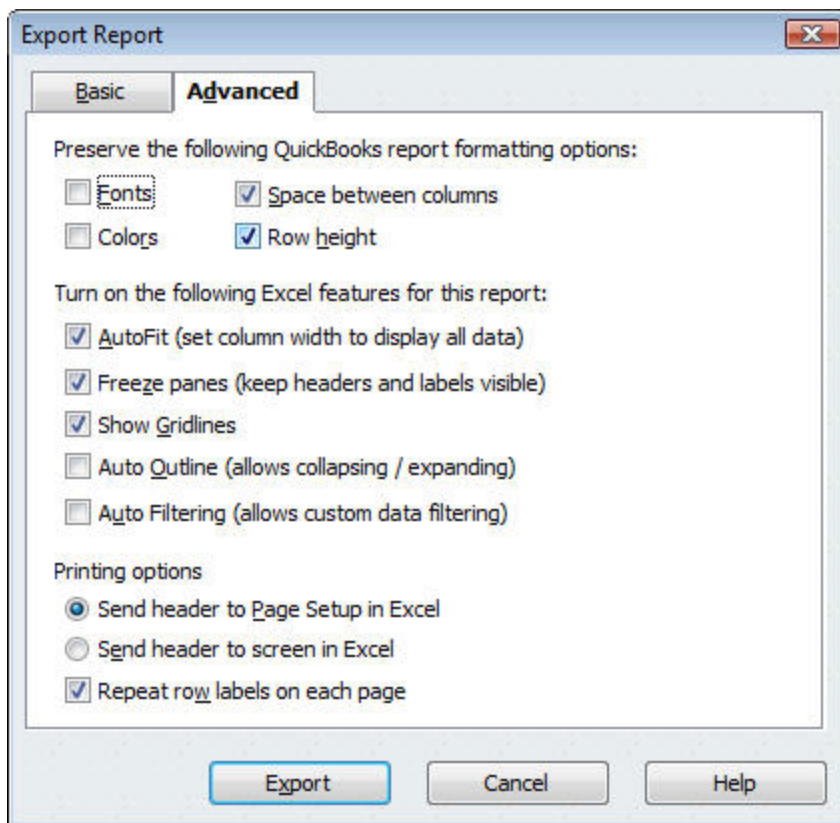 Export Report
Basic
Advanced
Preserve the following QuickBooks report formatting options:
Fonts
Space between columns
Colors
Row height
Turn on the following Excel features for this report:
AutoFit (set column width to display all data)
Freeze panes (keep headers and labels visible)
Show Gridlines
Auto Outline (allows collapsing / expanding)
Auto Filtering (allows custom data filtering)
Printing options
Send header to Page Setup in Excel
Send header to screen in Excel
Repeat row labels on each page
Export
Cancel
Help